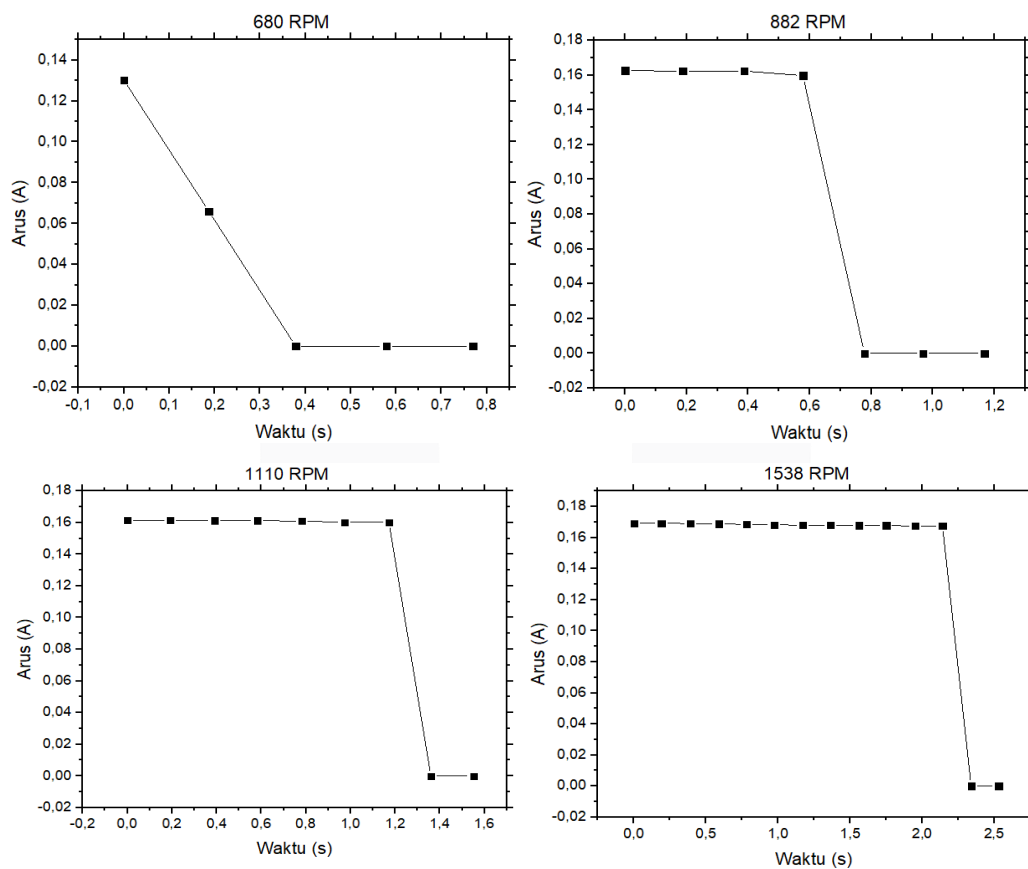 680 RPM
0,14
0,12
0,10
0,08
0,06
0,04
0,02
0,00
-0,02
Arus (A)
-0,1 0,0 0,1 0,2 0,3 0,4 0,5 0,6 0,7 0,8
Waktu (s)
882 RPM
0,18
0,16
0,14
0,12
0,10
0,08
0,06
0,04
0,02
0,00
-0,02
Arus (A)
0,0 0,2 0,4 0,6 0,8 1,0 1,2
Waktu (s)
1110 RPM
0,18
0,16
0,14
0,12
0,10
0,08
0,06
0,04
0,02
0,00
-0,02
Arus (A)
-0,2 0,0 0,2 0,4 0,6 0,8 1,0 1,2 1,4 1,6
Waktu (s)
1538 RPM
0,18
0,16
0,14
0,12
0,10
0,08
0,06
0,04
0,02
0,00
-0,02
Arus (A)
0,0 0,5 1,0 1,5 2,0 2,5
Waktu (s)